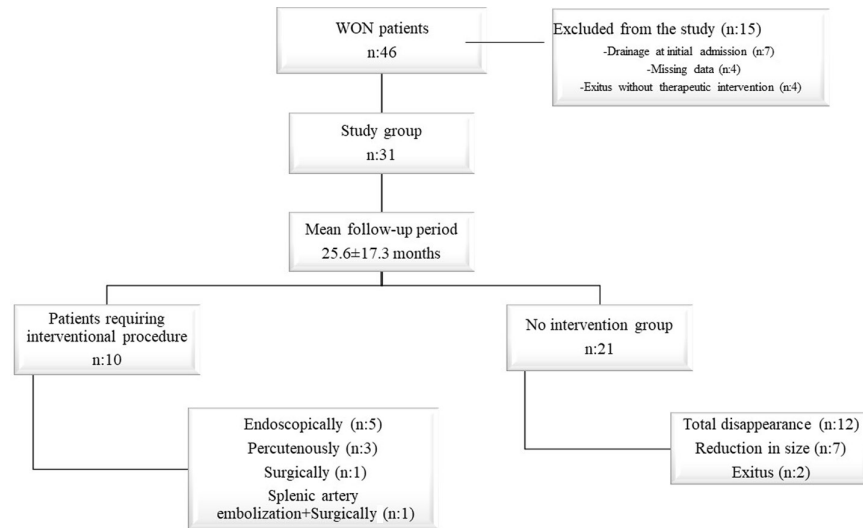 WON patients
n:46
Excluded from the study (n:15)
-Drainage at initial admission (n:7)
-Missing data (n:4)
-Exitus without therapeutic intervention (n:4)
Study group
n:31
Mean follow-up period
25.6±17.3 months
Patients requiring
interventional procedure
n:10
No intervention group
n:21
Endoscopically (n:5)
Percutenously (n:3)
Surgically (n:1)
Splenic artery
embolization+Surgically (n:1)
Total disappearance (n:12)
Reduction in size (n:7)
Exitus (n:2)